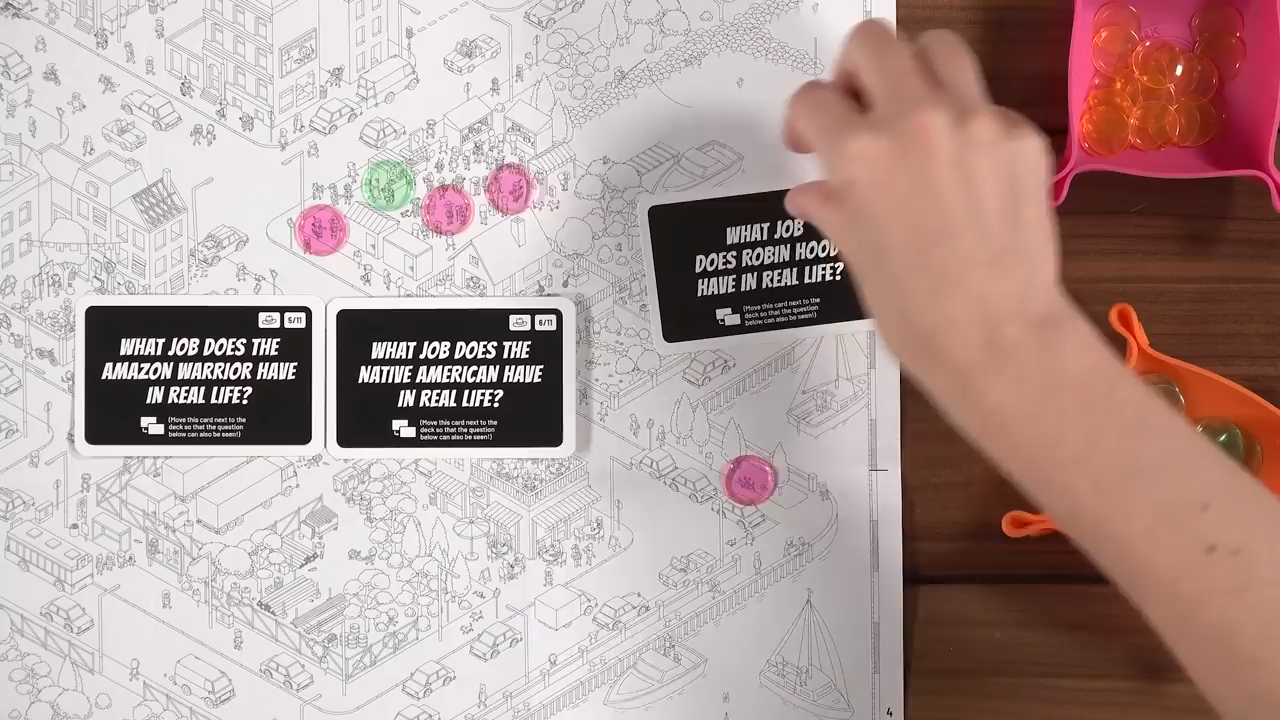 WHAT JOB
DOES ROBIN HOOD
HAVE IN REAL LIFE?
(Move this card next to the
deck so that the question
below can also be seen!)
5/11
WHAT JOB DOES THE
AMAZON WARRIOR HAVE
IN REAL LIFE?
(Move this card next to the
deck so that the question
below can also be seen!)
6/11
WHAT JOB DOES THE
NATIVE AMERICAN HAVE
IN REAL LIFE?
(Move this card next to the
deck so that the question
below can also be seen!)
4